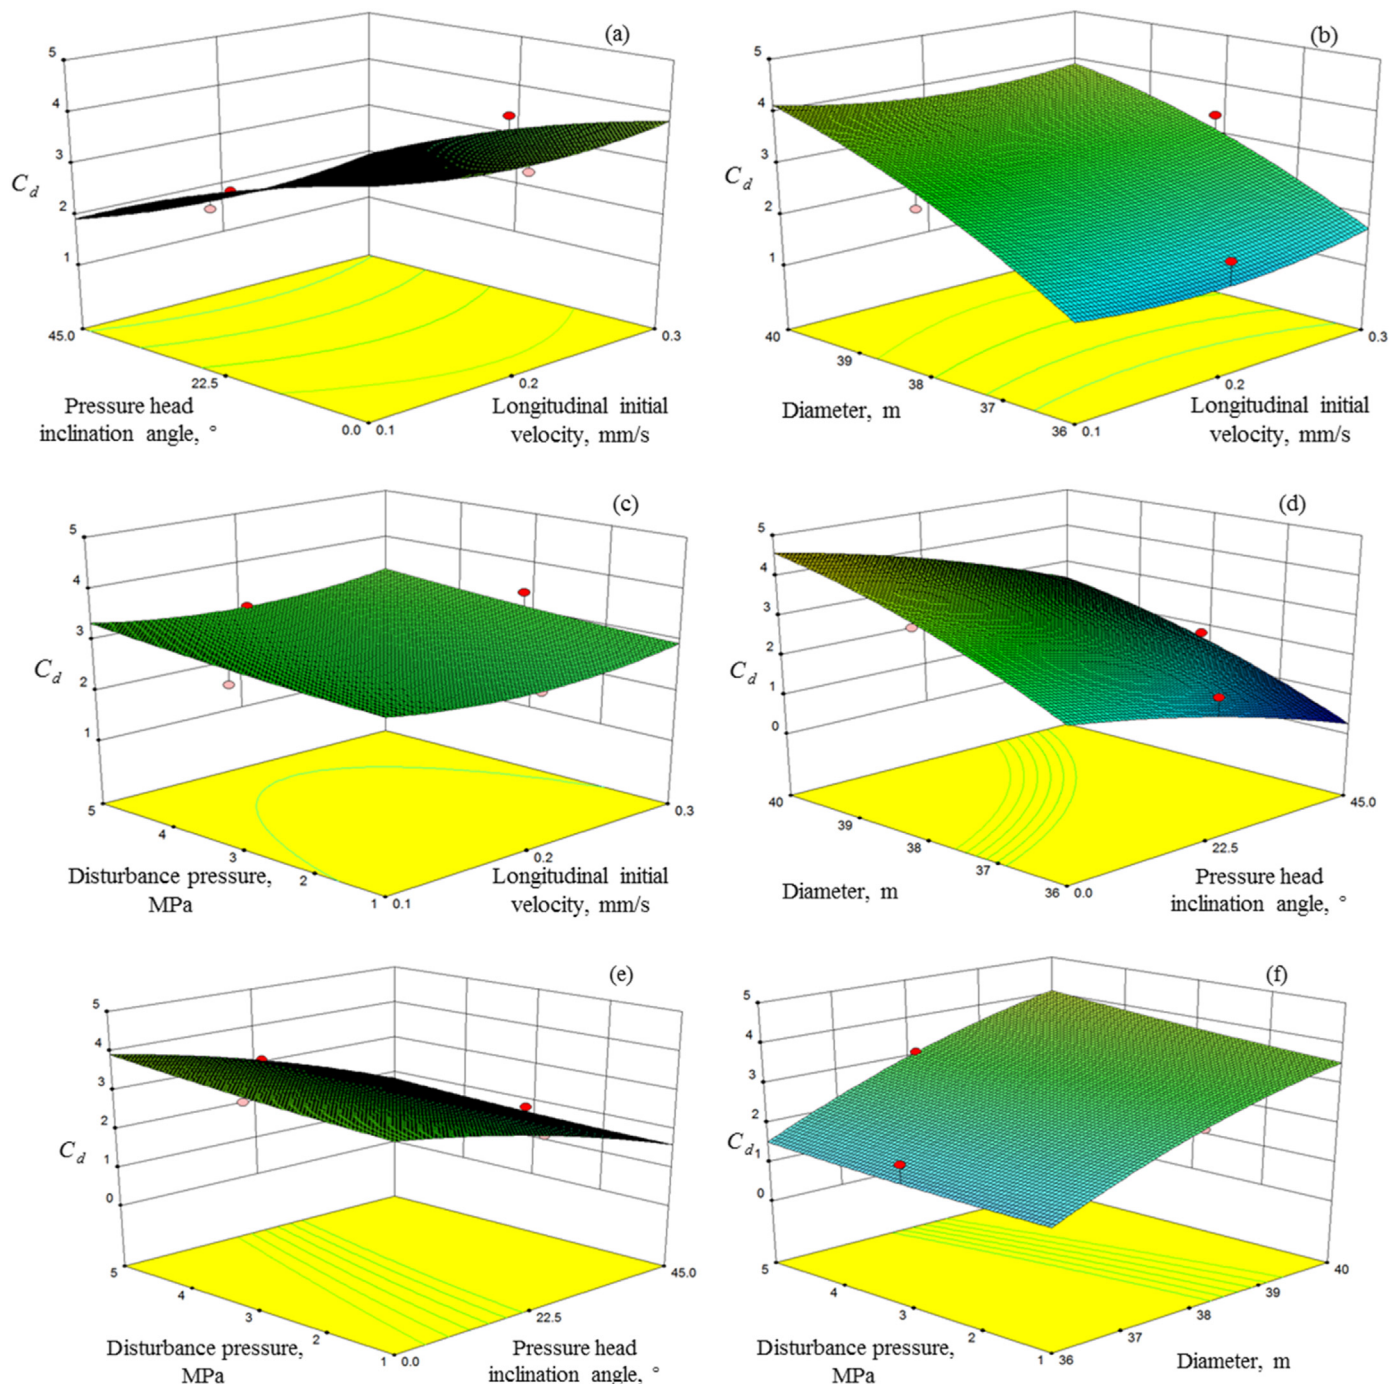 (a)
5
4
3
2
1
C_d
45.0
22.5
0.0
0.1
0.2
0.3
Pressure head
inclination angle, °
Longitudinal initial
velocity, mm/s
(b)
5
4
3
2
1
C_d
40
39
38
37
36
0.1
0.2
0.3
Diameter, m
Longitudinal initial
velocity, mm/s
(c)
5
4
3
2
1
C_d
5
4
3
2
1
0.1
0.2
0.3
Disturbance pressure,
MPa
Longitudinal initial
velocity, mm/s
(d)
5
4
3
2
1
0
C_d
40
39
38
37
36
0.0
22.5
45.0
Diameter, m
Pressure head
inclination angle, °
(e)
5
4
3
2
1
0
C_d
5
4
3
2
1
0.0
22.5
45.0
Disturbance pressure,
MPa
Pressure head
inclination angle, °
(f)
5
4
3
2
1
0
C_d
5
4
3
2
1
36
37
38
39
40
Disturbance pressure,
MPa
Diameter, m